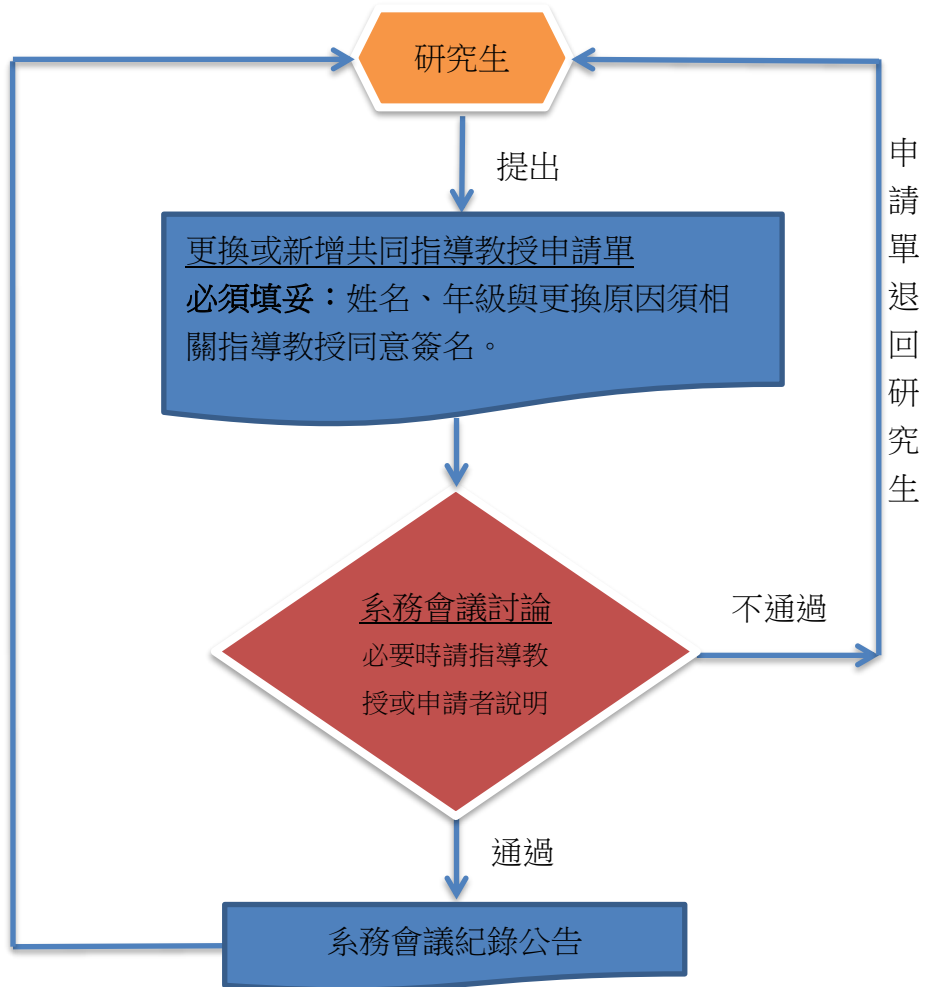 研究生
提出
更換或新增共同指導教授申請單
必須填妥：姓名、年級與更換原因須相
關指導教授同意簽名。
系務會議討論
必要時請指導教
授或申請者說明
不通過
申請單退回研究生
通過
系務會議紀錄公告